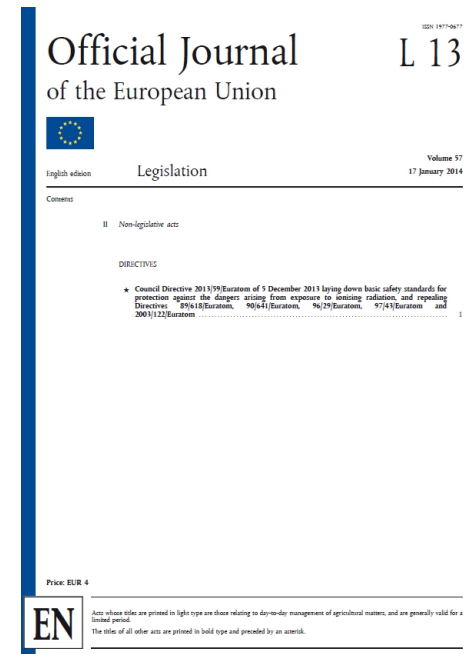 ISSN 1977-0677
Official Journal
L 13
of the European Union
Volume 57
English edition
Legislation
17 January 2014
Contents
II Non-legislative acts
DIRECTIVES
★ Council Directive 2013/59/Euratom of 5 December 2013 laying down basic safety standards for
protection against the dangers arising from exposure to ionising radiation, and repealing
Directives 89/618/Euratom, 90/641/Euratom, 96/29/Euratom, 97/43/Euratom and
2003/122/Euratom ........................................................................ 1
Price: EUR 4
EN
Acts whose titles are printed in light type are those relating to day-to-day management of agricultural matters, and are generally valid for a
limited period.
The titles of all other acts are printed in bold type and preceded by an asterisk.